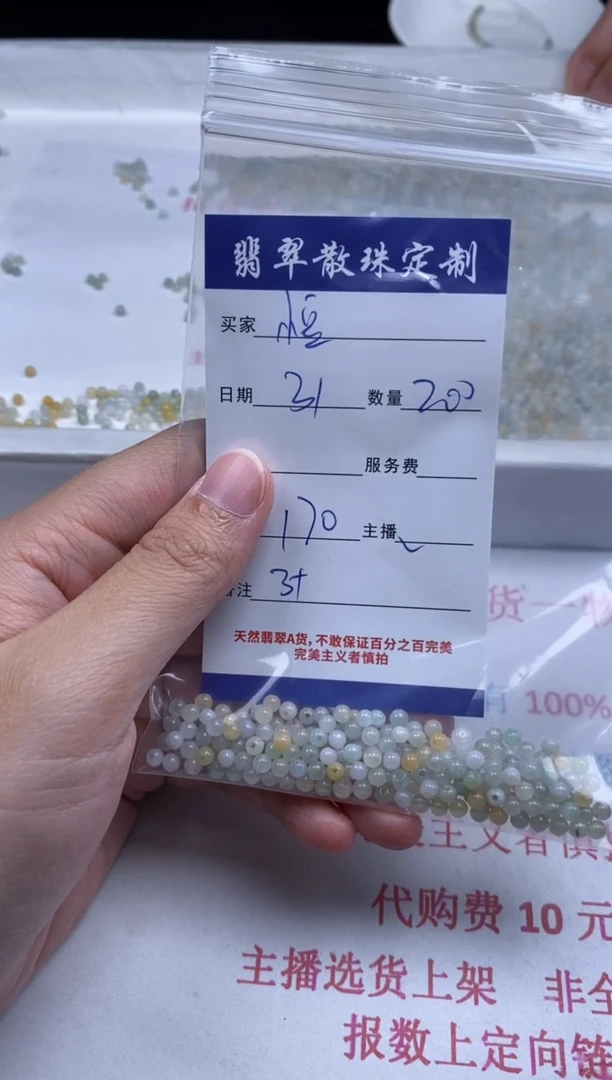 翡翠散珠定制
买家
日期 31 数量 200
服务费
170 主播
注 3+
天然翡翠A货,不敢保证百分之百完美
完美主义者慎拍
货一
100%
主义者慎
代购费 10 元
主播选货上架 非全
报数上定向链